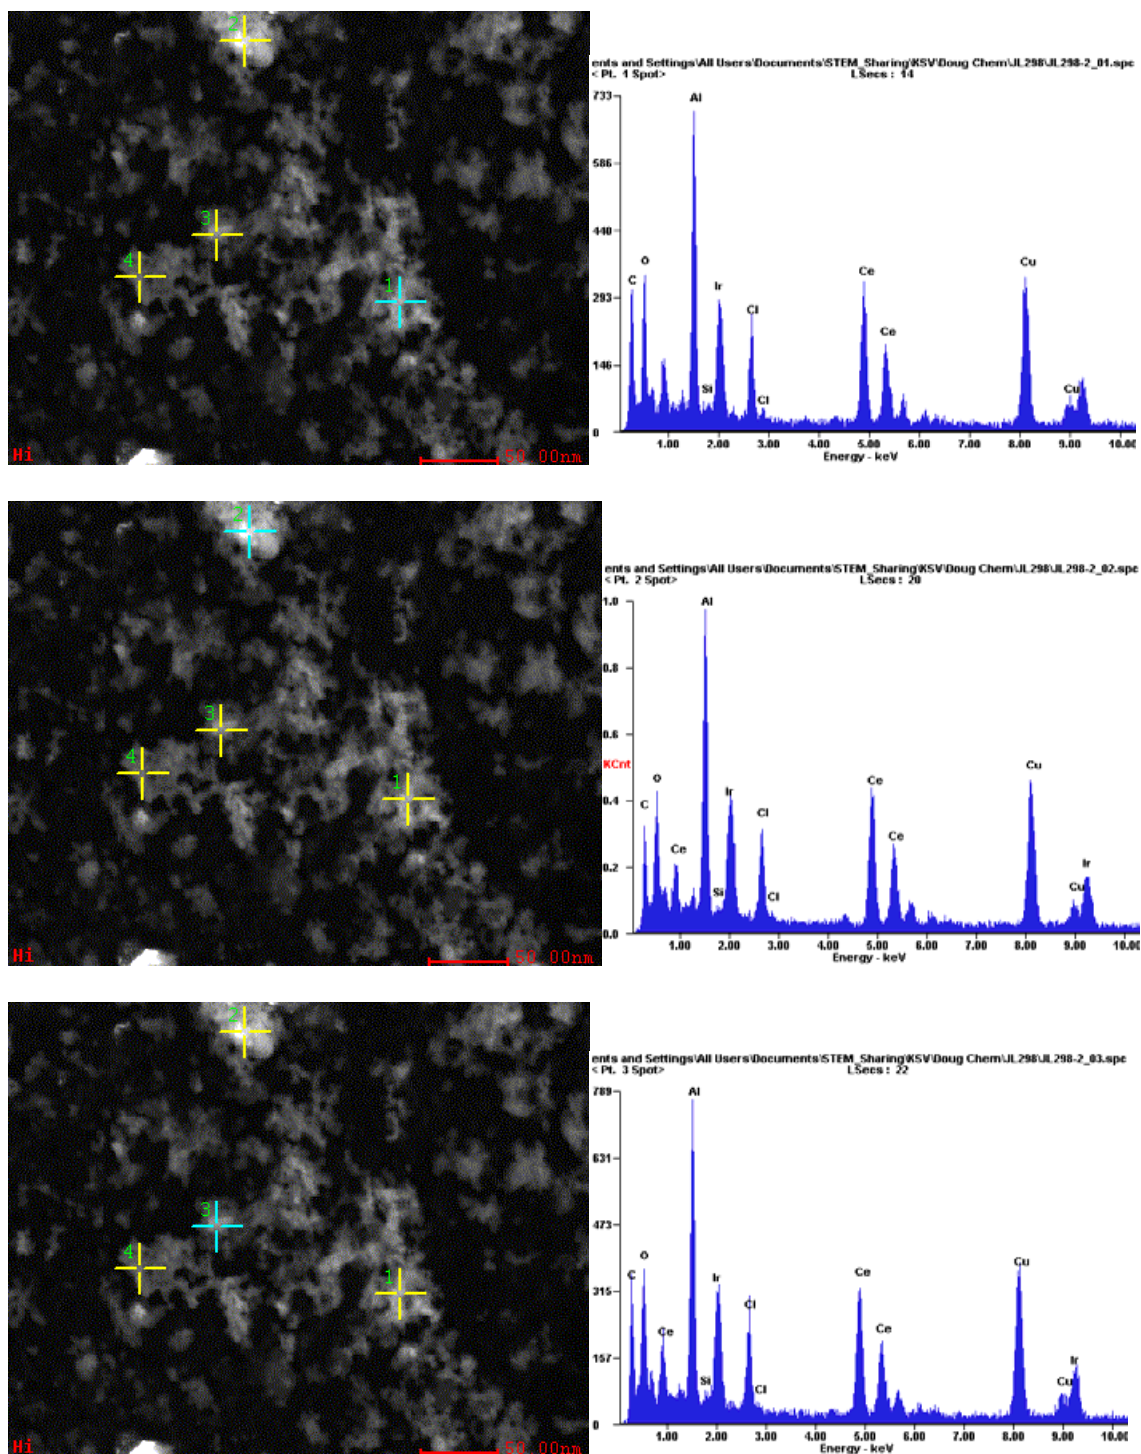 2
3
4
1
Hi
50.00nm
ents and Settings\All Users\Documents\STEM_Sharing\KSV\Doug Chem\JL298\JL298-2_01.spc
< Pt. 1 Spot> LSecs : 14
733
586
440
293
146
0
C
O
Al
Si
Ir
Cl
Cl
Ce
Ce
Cu
Cu
1.00 2.00 3.00 4.00 5.00 6.00 7.00 8.00 9.00 10.0
Energy - keV
2
3
4
1
Hi
50.00nm
ents and Settings\All Users\Documents\STEM_Sharing\KSV\Doug Chem\JL298\JL298-2_02.spc
< Pt. 2 Spot> LSecs : 20
1.0
0.8
0.6
KCnt
0.4
0.2
0.0
C
O
Ce
Al
Si
Ir
Cl
Cl
Ce
Ce
Cu
Cu
Ir
1.00 2.00 3.00 4.00 5.00 6.00 7.00 8.00 9.00 10.00
Energy - keV
2
3
4
1
Hi
50.00nm
ents and Settings\All Users\Documents\STEM_Sharing\KSV\Doug Chem\JL298\JL298-2_03.spc
< Pt. 3 Spot> LSecs : 22
789
631
473
315
157
0
C
O
Ce
Al
Si
Ir
Cl
Cl
Ce
Ce
Cu
Cu
Ir
1.00 2.00 3.00 4.00 5.00 6.00 7.00 8.00 9.00 10.0
Energy - keV